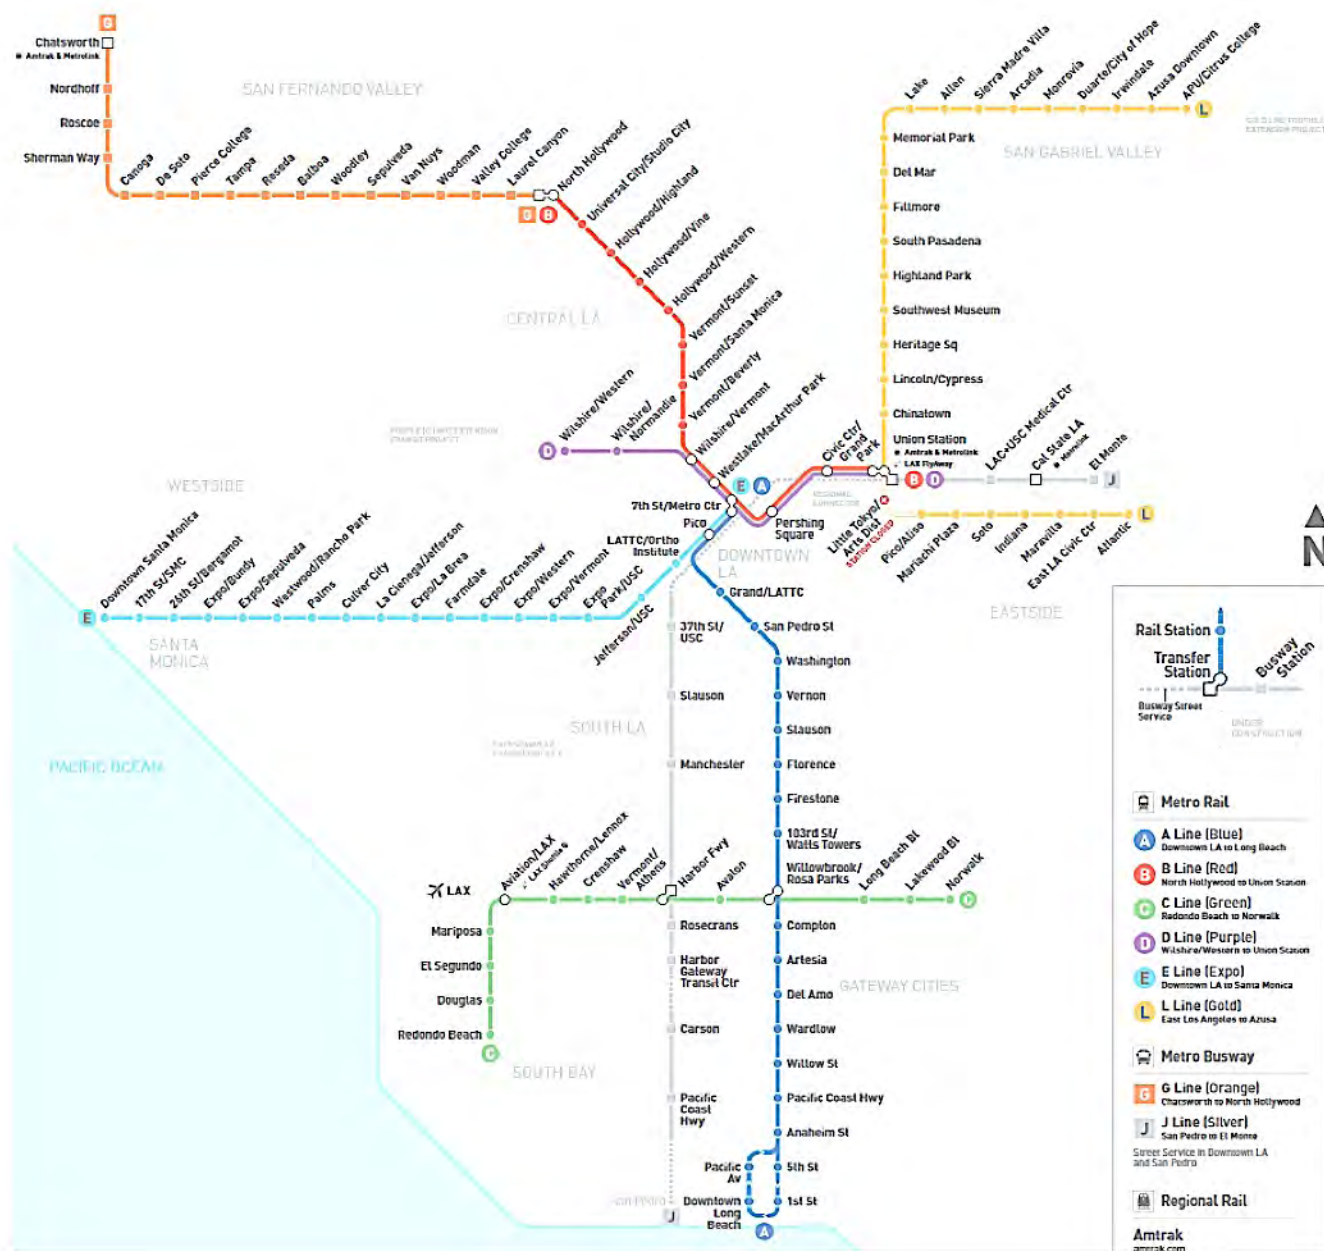 G
Chatsworth
Amtrak & Metrolink
Nordhoff
Roscoe
Sherman Way
SAN FERNANDO VALLEY
Canoga
De Soto
Pierce College
Tampa
Reseda
Balboa
Woodley
Sepulveda
Van Nuys
Woodman
Valley College
Laurel Canyon
North Hollywood
G
B
Universal City/Studio City
Hollywood/Highland
Hollywood/Vine
Hollywood/Western
Vermont/Sunset
Vermont/Santa Monica
Vermont/Beverly
Wilshire/Vermont
Westlake/MacArthur Park
CENTRAL LA
D
Wilshire/Western
Wilshire/
Normandie
Lake
Allen
Sierra Madre Villa
Arcadia
Monrovia
Duarte/City of Hope
Irwindale
Azusa Downtown
APU/Citrus College
L
Memorial Park
Del Mar
Fillmore
South Pasadena
Highland Park
Southwest Museum
Heritage Sq
Lincoln/Cypress
Chinatown
SAN GABRIEL VALLEY
Union Station
Amtrak & Metrolink
LAX FlyAway
B
D
LAC+USC Medical Ctr
Cal State LA
Metrolink
El Monte
J
Civic Ctr/
Grand
Park
E
A
REGIONAL
CONNECTOR
7th St/Metro Ctr
Pico
Pershing
Square
Little Tokyo/
Arts Dist
STATION CLOSED
Pico/Aliso
Mariachi Plaza
Soto
Indiana
Maravilla
East LA Civic Ctr
Atlantic
L
LATTC/Ortho
Institute
DOWNTOWN
LA
EASTSIDE
WESTSIDE
E
Downtown Santa Monica
17th St/SMC
26th St/Bergamot
Expo/Bundy
Expo/Sepulveda
Westwood/Rancho Park
Palms
Culver City
La Cienega/Jefferson
Expo/La Brea
Farmdale
Expo/Crenshaw
Expo/Western
Expo/Vermont
Expo
Park/USC
Jefferson/USC
SANTA
MONICA
PACIFIC OCEAN
Grand/LATTC
San Pedro St
Washington
Vernon
Slauson
Florence
Firestone
103rd St/
Watts Towers
Willowbrook/
Rosa Parks
Compton
Artesia
Del Amo
Wardlow
Willow St
Pacific Coast Hwy
Anaheim St
5th St
1st St
Pacific
Av
Downtown
Long
Beach
A
37th St/
USC
Slauson
Manchester
Harbor Fwy
Rosecrans
Harbor
Gateway
Transit Ctr
Carson
Pacific
Coast
Hwy
San Pedro
J
SOUTH LA
GATEWAY CITIES
SOUTH BAY
LAX
Aviation/LAX
LAX Shuttle G
Hawthorne/Lennox
Crenshaw
Vermont/
Athens
Avalon
Long Beach Bl
Lakewood Bl
Norwalk
C
Mariposa
El Segundo
Douglas
Redondo Beach
C
N
Rail Station
Transfer
Station
Busway
Station
Busway Street
Service
UNDER
CONSTRUCTION
Metro Rail
A
A Line (Blue)
Downtown LA to Long Beach
B
B Line (Red)
North Hollywood to Union Station
C
C Line (Green)
Redondo Beach to Norwalk
D
D Line (Purple)
Wilshire/Western to Union Station
E
E Line (Expo)
Downtown LA to Santa Monica
L
L Line (Gold)
East Los Angeles to Azusa
Metro Busway
G
G Line (Orange)
Chatsworth to North Hollywood
J
J Line (Silver)
San Pedro to El Monte
Street Service in Downtown LA
and San Pedro
Regional Rail
Amtrak
amtrak.com